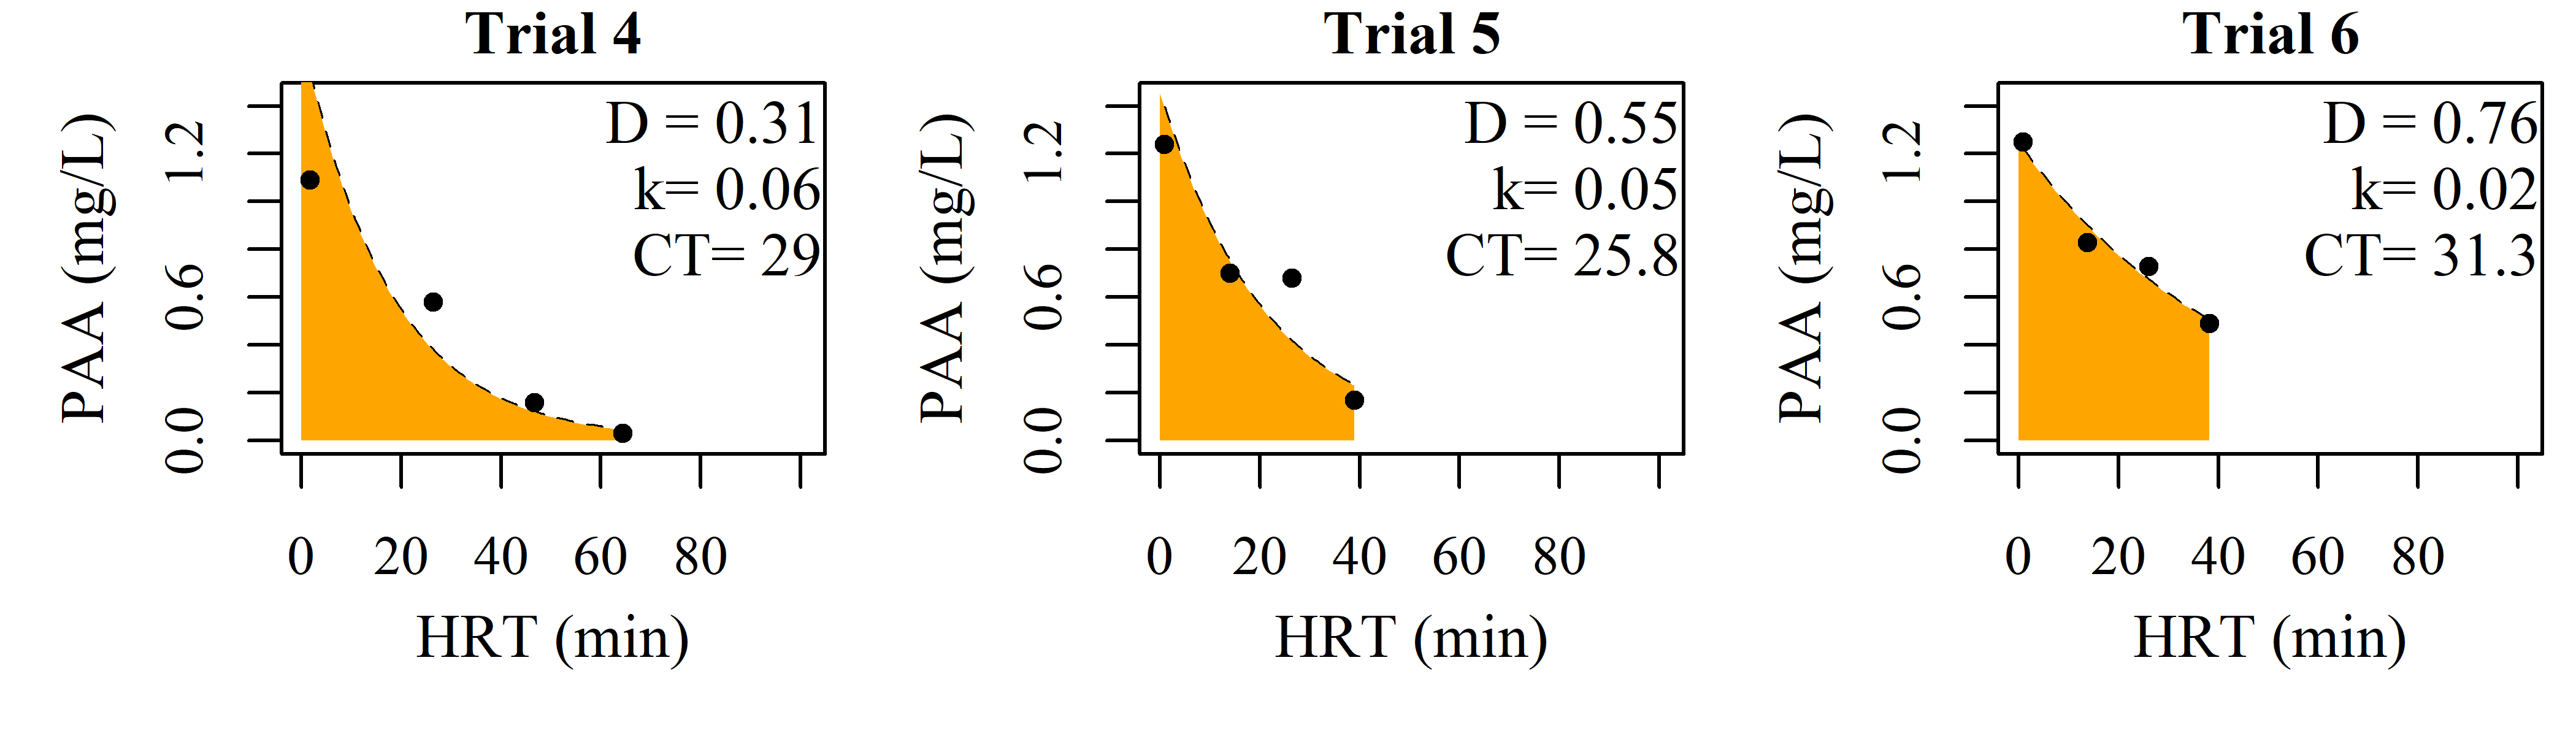 Trial 4
PAA (mg/L)
1.2
0.6
0.0
D = 0.31
k= 0.06
CT= 29
0 20 40 60 80
HRT (min)
Trial 5
PAA (mg/L)
1.2
0.6
0.0
D = 0.55
k= 0.05
CT= 25.8
0 20 40 60 80
HRT (min)
Trial 6
PAA (mg/L)
1.2
0.6
0.0
D = 0.76
k= 0.02
CT= 31.3
0 20 40 60 80
HRT (min)